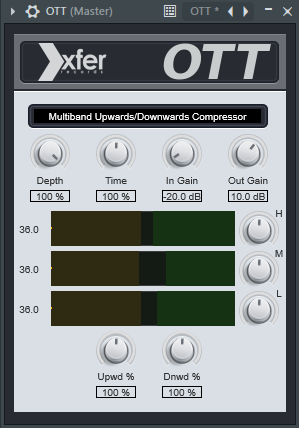 OTT (Master) OTT *
xfer records OTT
Multiband Upwards/Downwards Compressor
Depth Time In Gain Out Gain
100 % 100 % -20.0 dB 10.0 dB
H
36.0
M
36.0
L
36.0
Upwd % Dnwd %
100 % 100 %